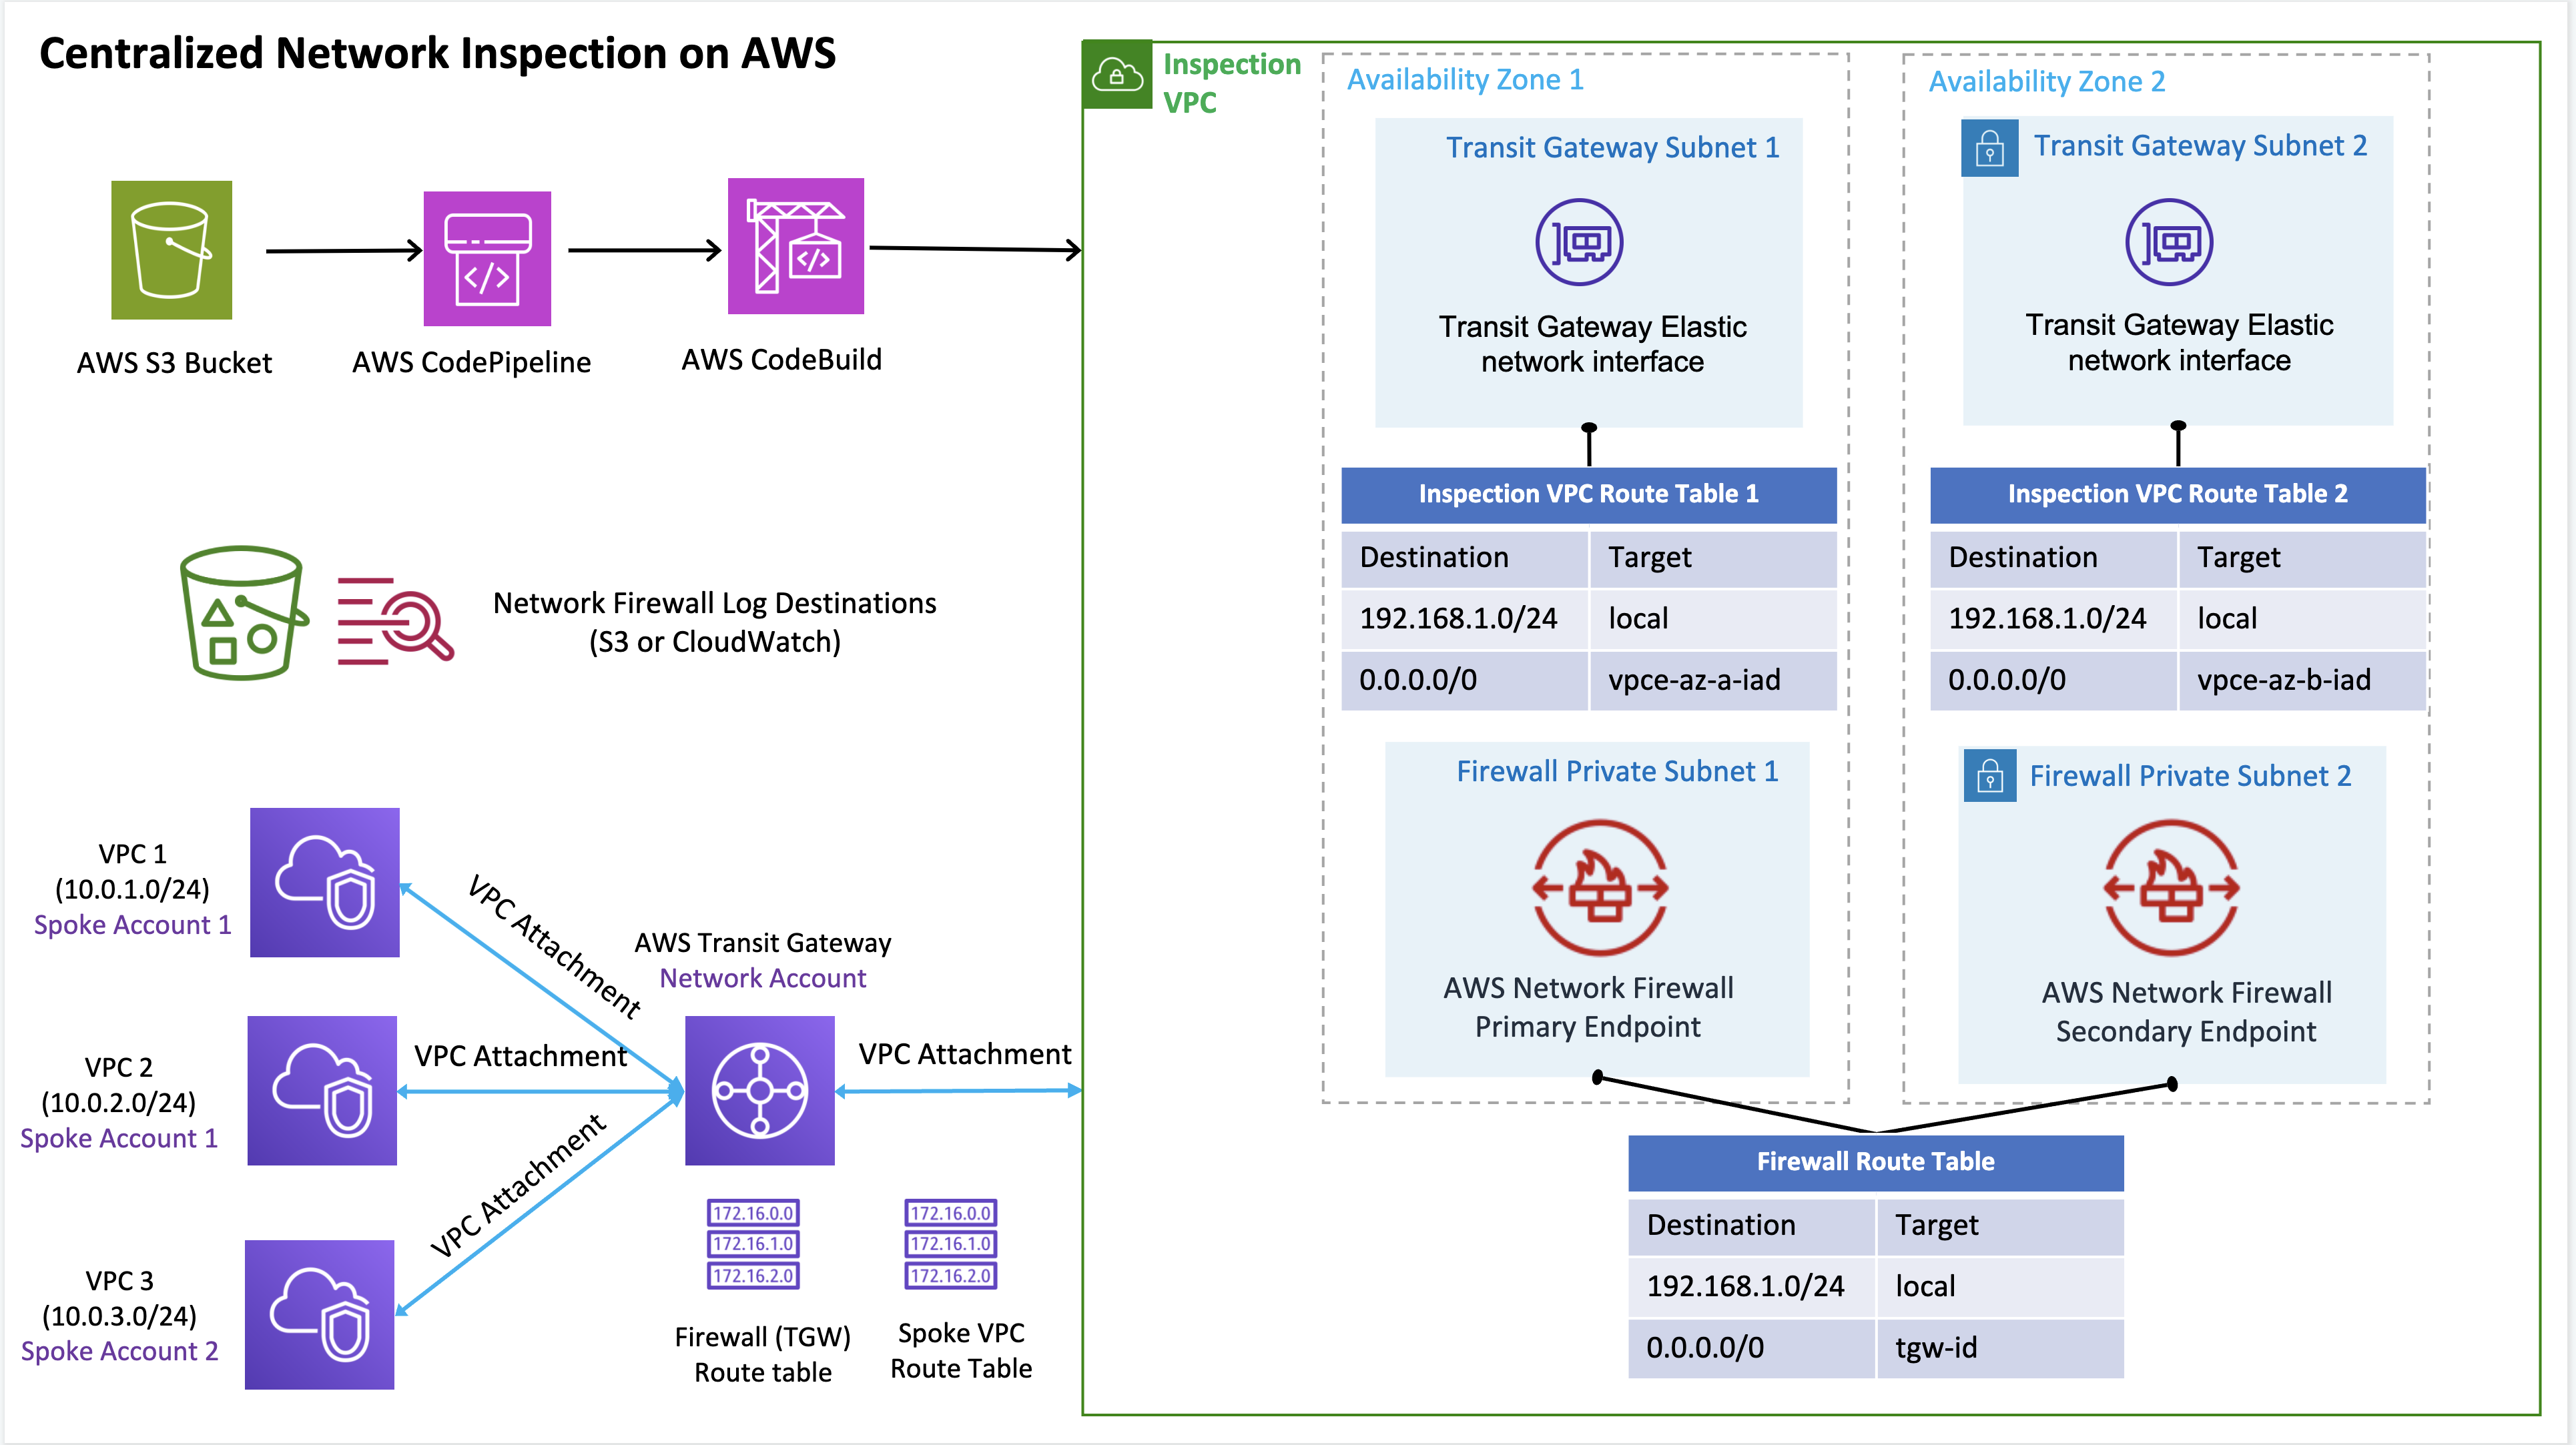 Centralized Network Inspection on AWS
AWS S3 Bucket
AWS CodePipeline
AWS CodeBuild
Network Firewall Log Destinations
(S3 or CloudWatch)
VPC 1
(10.0.1.0/24)
Spoke Account 1
VPC 2
(10.0.2.0/24)
Spoke Account 1
VPC 3
(10.0.3.0/24)
Spoke Account 2
VPC Attachment
VPC Attachment
VPC Attachment
AWS Transit Gateway
Network Account
VPC Attachment
172.16.0.0
172.16.1.0
172.16.2.0
Firewall (TGW)
Route table
172.16.0.0
172.16.1.0
172.16.2.0
Spoke VPC
Route Table
Inspection
VPC
Availability Zone 1
Transit Gateway Subnet 1
Transit Gateway Elastic
network interface
Inspection VPC Route Table 1
Destination Target
192.168.1.0/24 local
0.0.0.0/0 vpce-az-a-iad
Firewall Private Subnet 1
AWS Network Firewall
Primary Endpoint
Availability Zone 2
Transit Gateway Subnet 2
Transit Gateway Elastic
network interface
Inspection VPC Route Table 2
Destination Target
192.168.1.0/24 local
0.0.0.0/0 vpce-az-b-iad
Firewall Private Subnet 2
AWS Network Firewall
Secondary Endpoint
Firewall Route Table
Destination Target
192.168.1.0/24 local
0.0.0.0/0 tgw-id